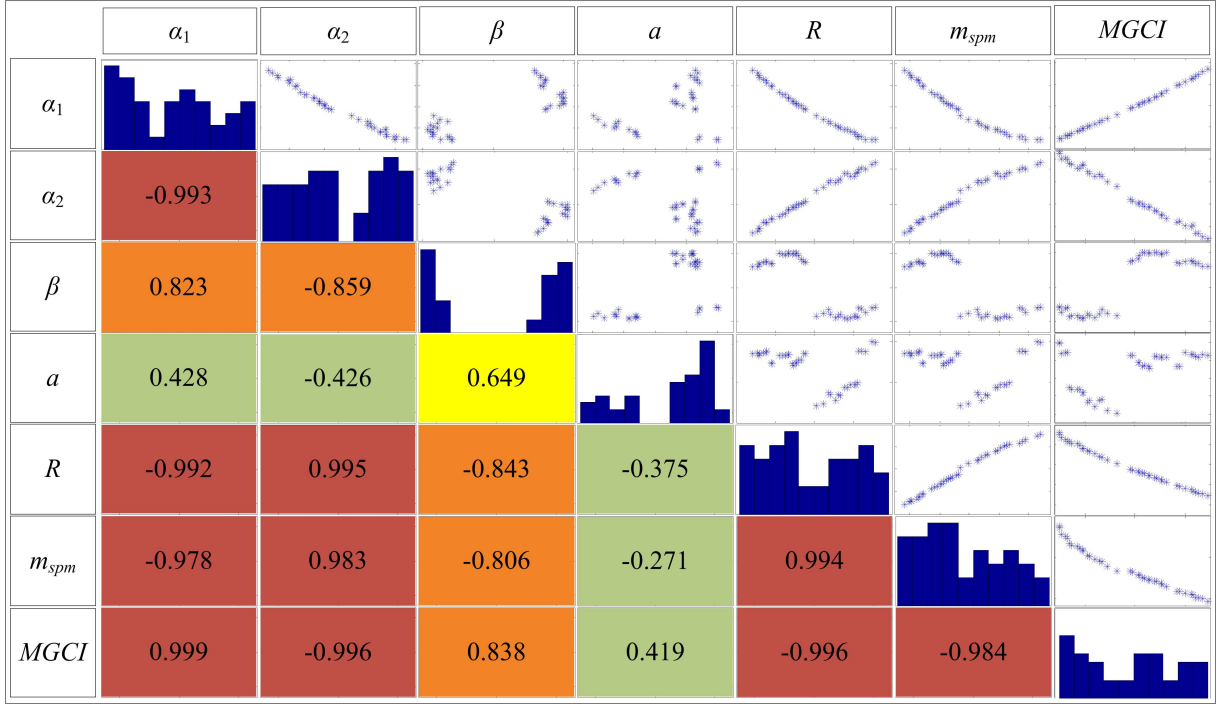 α1 α2 β a R mspm MGCI
α1
α2 -0.993
β 0.823 -0.859
a 0.428 -0.426 0.649
R -0.992 0.995 -0.843 -0.375
mspm -0.978 0.983 -0.806 -0.271 0.994
MGCI 0.999 -0.996 0.838 0.419 -0.996 -0.984